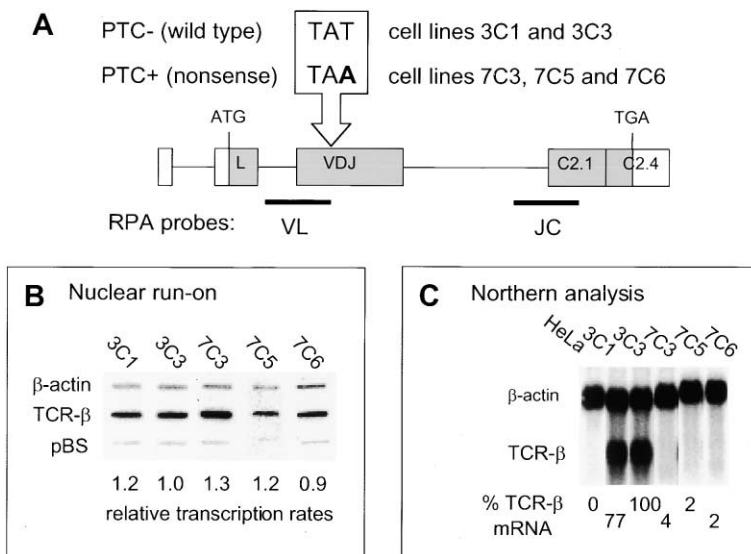 A
PTC- (wild type) TAT cell lines 3C1 and 3C3
PTC+ (nonsense) TAA cell lines 7C3, 7C5 and 7C6
ATG TGA
L VDJ C2.1 C2.4
RPA probes: VL JC
B Nuclear run-on
3C1 3C3 7C3 7C5 7C6
β-actin
TCR-β
pBS
1.2 1.0 1.3 1.2 0.9
relative transcription rates
C Northern analysis
HeLa 3C1 3C3 7C3 7C5 7C6
β-actin
TCR-β
% TCR-β 0 100 2
mRNA 77 4 2